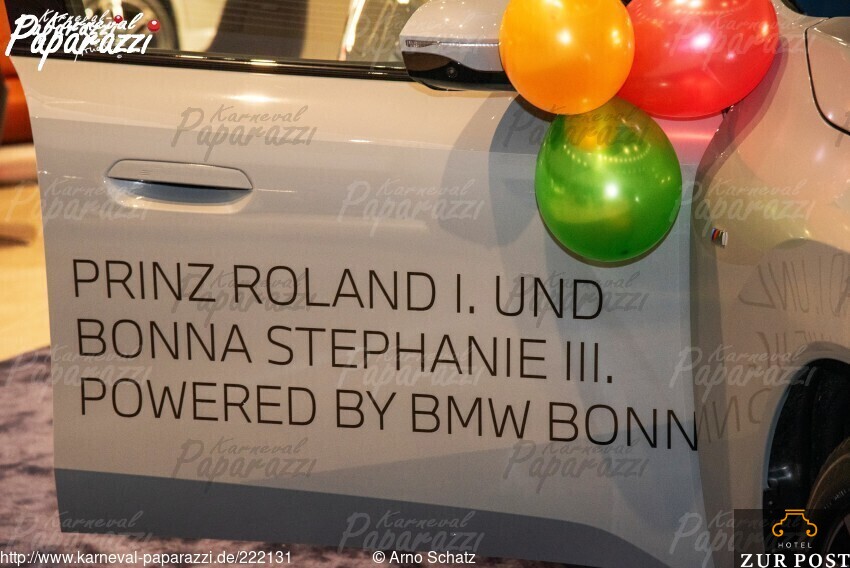 Karneval
Paparazzi
PRINZ ROLAND I. UND
BONNA STEPHANIE III.
POWERED BY BMW BONN
http://www.karneval-paparazzi.de/222131 © Arno Schatz
HOTEL
ZUR POST